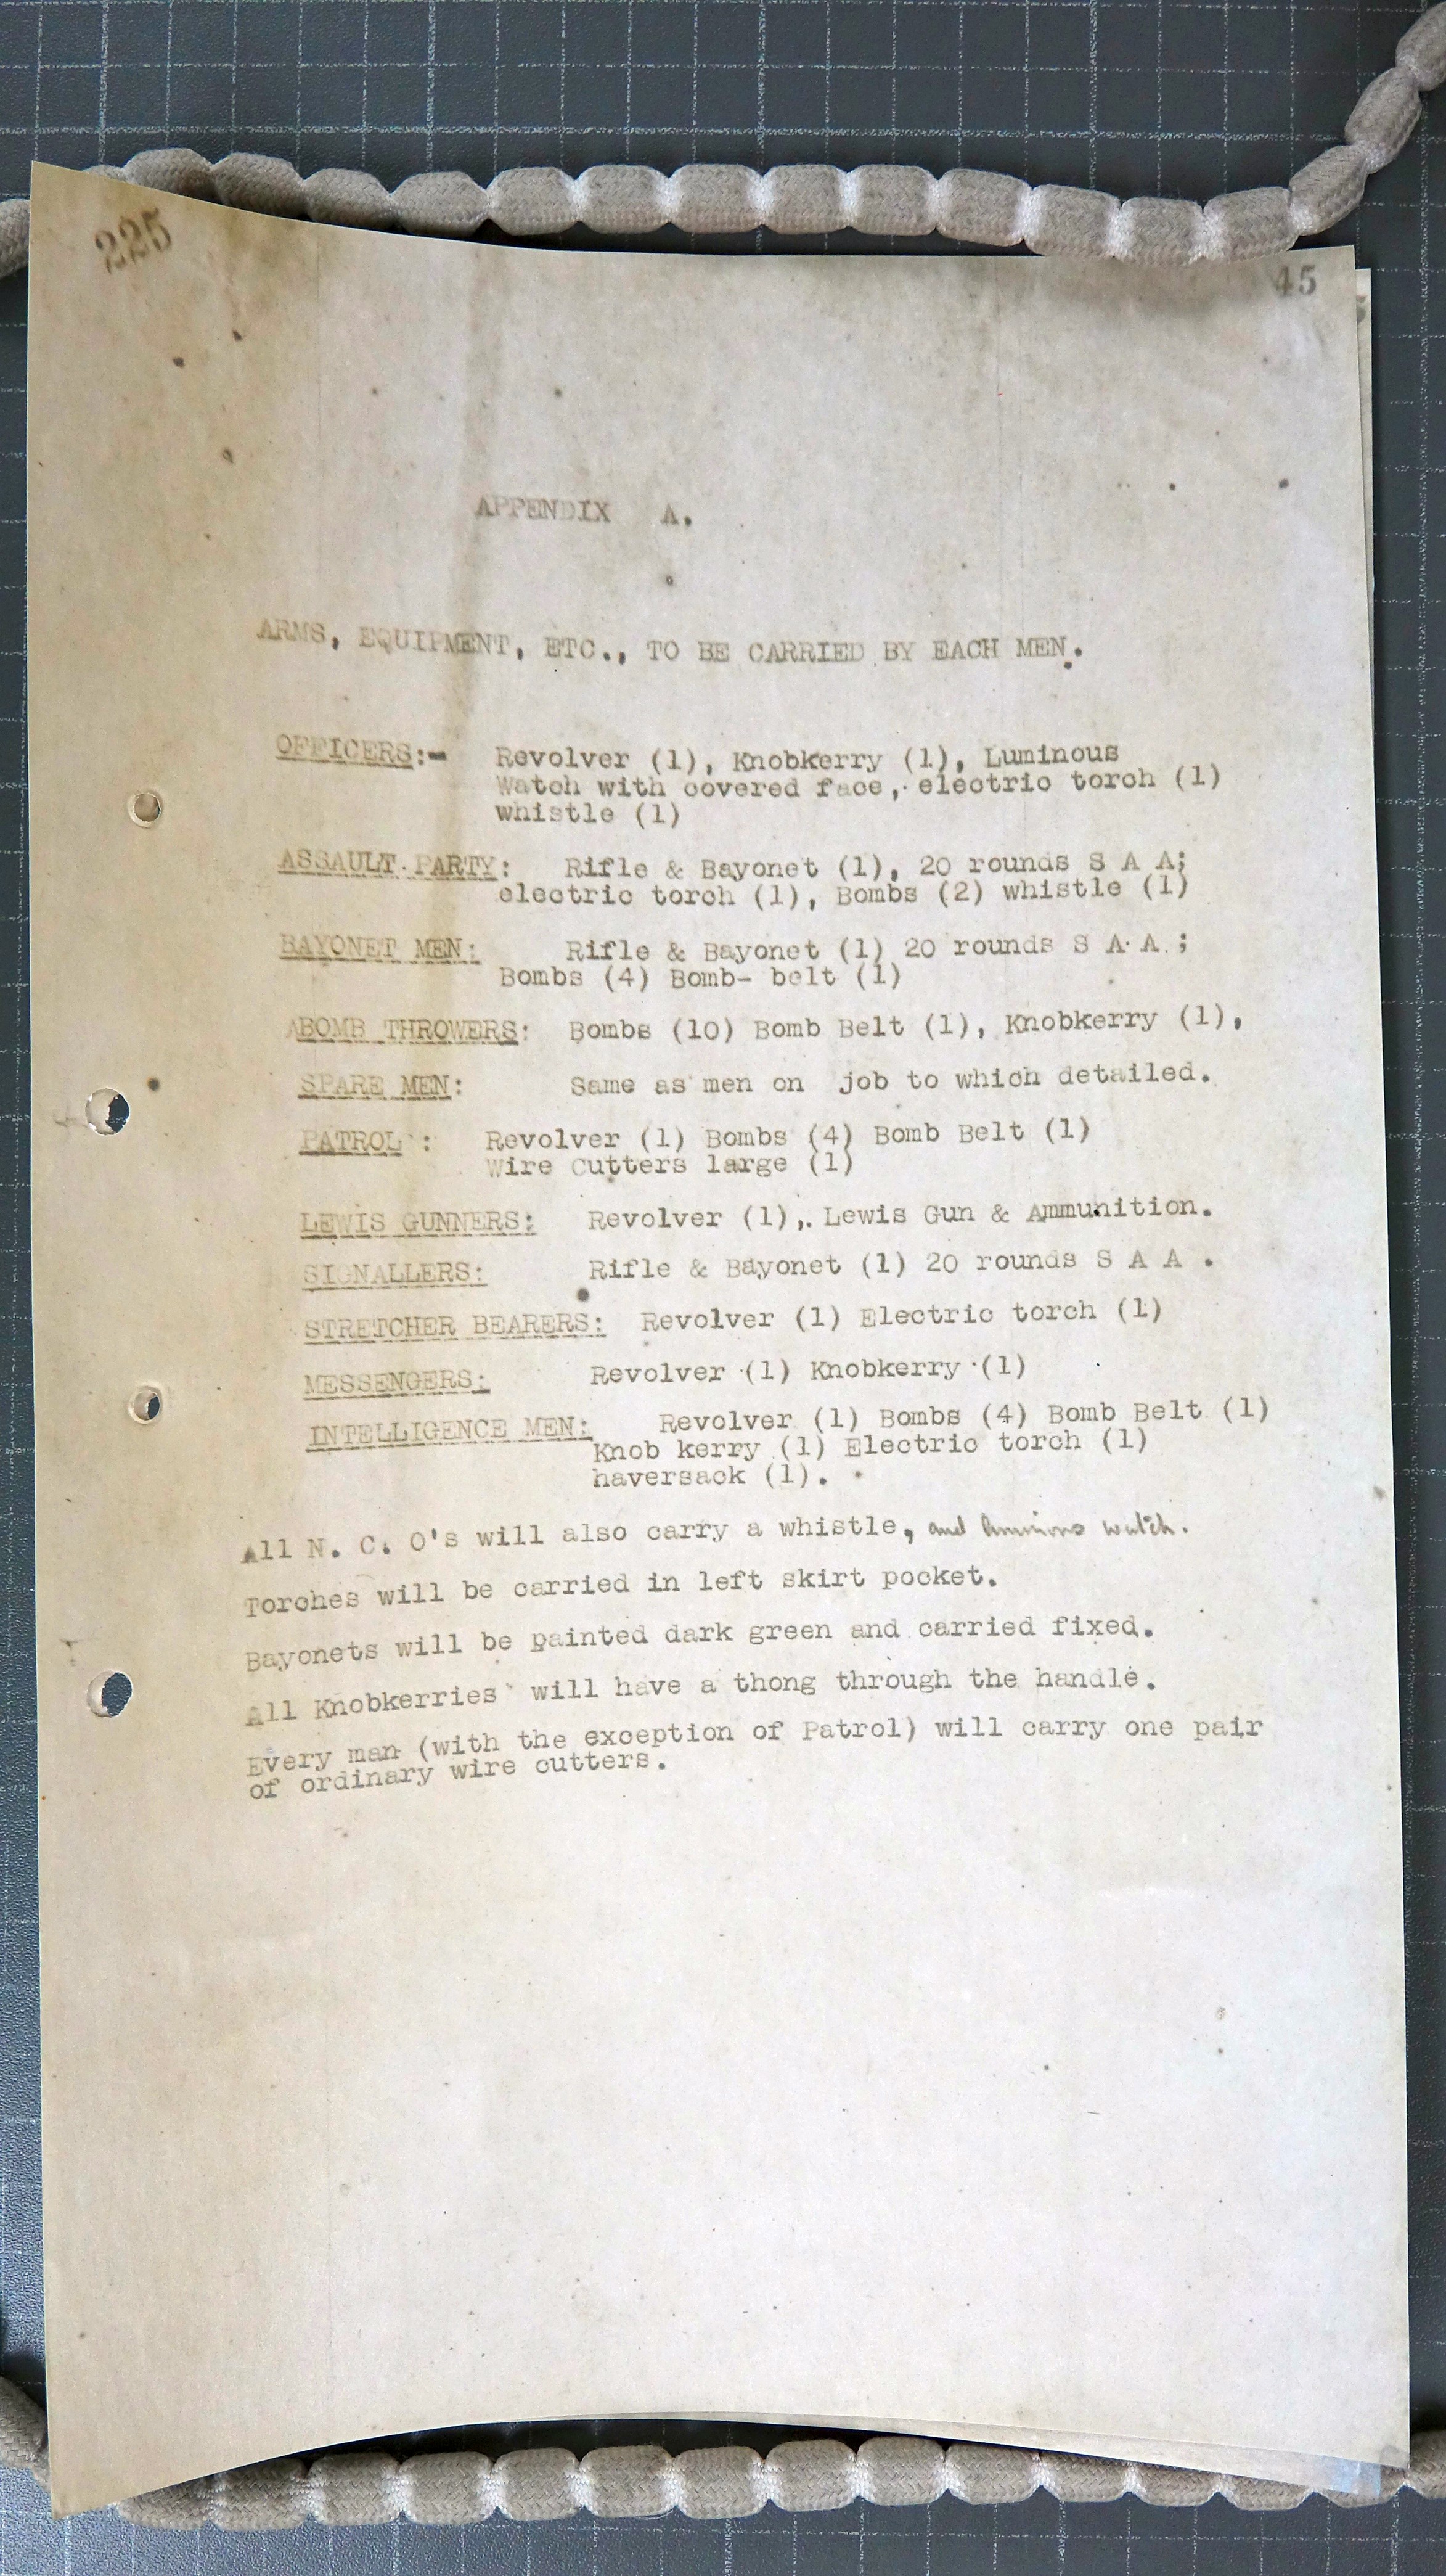 225
45
APPENDIX A.
ARMS, EQUIPMENT, ETC., TO BE CARRIED BY EACH MEN.
OFFICERS:- Revolver (1), Knobkerry (1), Luminous
Watch with covered face, electric torch (1)
whistle (1)
ASSAULT PARTY: Rifle & Bayonet (1), 20 rounds S A A;
electric torch (1), Bombs (2) whistle (1)
BAYONET MEN: Rifle & Bayonet (1) 20 rounds S A A ;
Bombs (4) Bomb- belt (1)
BOMB THROWERS: Bombs (10) Bomb Belt (1), Knobkerry (1),
SPARE MEN: Same as men on job to which detailed.
PATROL : Revolver (1) Bombs (4) Bomb Belt (1)
Wire Cutters large (1)
LEWIS GUNNERS: Revolver (1),. Lewis Gun & Ammunition.
SIGNALLERS: Rifle & Bayonet (1) 20 rounds S A A .
STRETCHER BEARERS: Revolver (1) Electric torch (1)
MESSENGERS: Revolver (1) Knobkerry (1)
INTELLIGENCE MEN: Revolver (1) Bombs (4) Bomb Belt (1)
Knob kerry (1) Electric torch (1)
haversack (1).
All N. C. O's will also carry a whistle, and luminous watch.
Torches will be carried in left skirt pocket.
Bayonets will be painted dark green and carried fixed.
All Knobkerries will have a thong through the handle.
Every man (with the exception of Patrol) will carry one pair
of ordinary wire cutters.